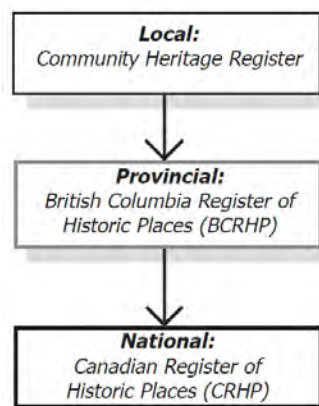 Local:
Community Heritage Register
Provincial:
British Columbia Register of
Historic Places (BCRHP)
National:
Canadian Register of
Historic Places (CRHP)